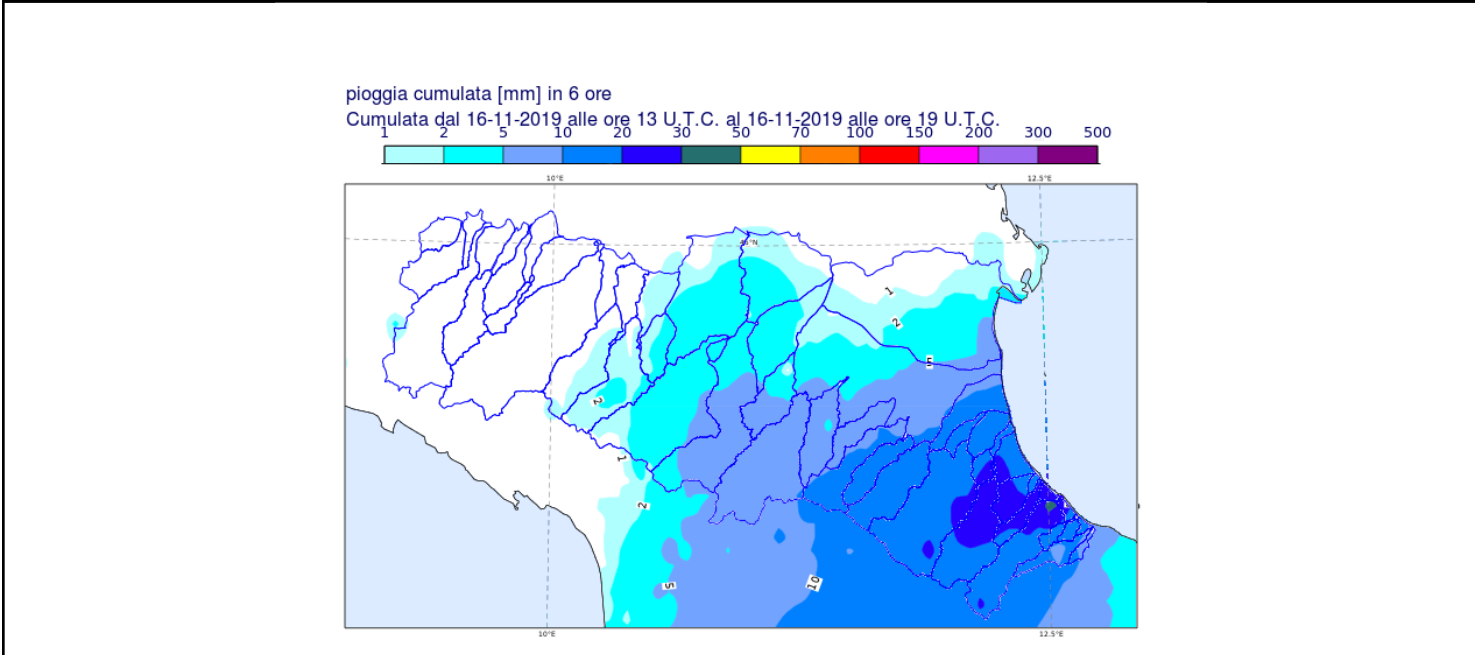 pioggia cumulata [mm] in 6 ore
Cumulata dal 16-11-2019 alle ore 13 U.T.C. al 16-11-2019 alle ore 19 U.T.C.
1 2 5 10 20 30 50 70 100 150 200 300 500
10°E 12.5°E
45°N
1
2
5
2
1
2
5 10
10°E 12.5°E